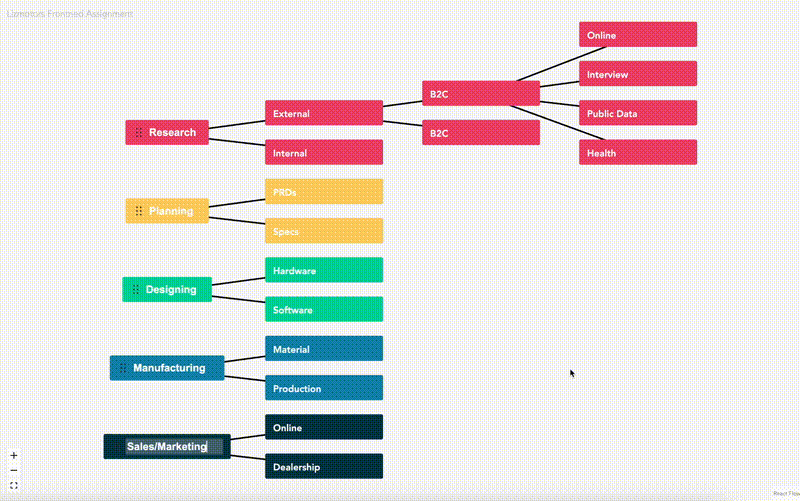 Lizmotors Frontned Assignment
Online
Interview
B2C
External
Public Data
Research
B2C
Internal
Health
PRDs
Planning
Specs
Hardware
Designing
Software
Material
Manufacturing
Production
Online
Sales/Marketing
Dealership
React Flow